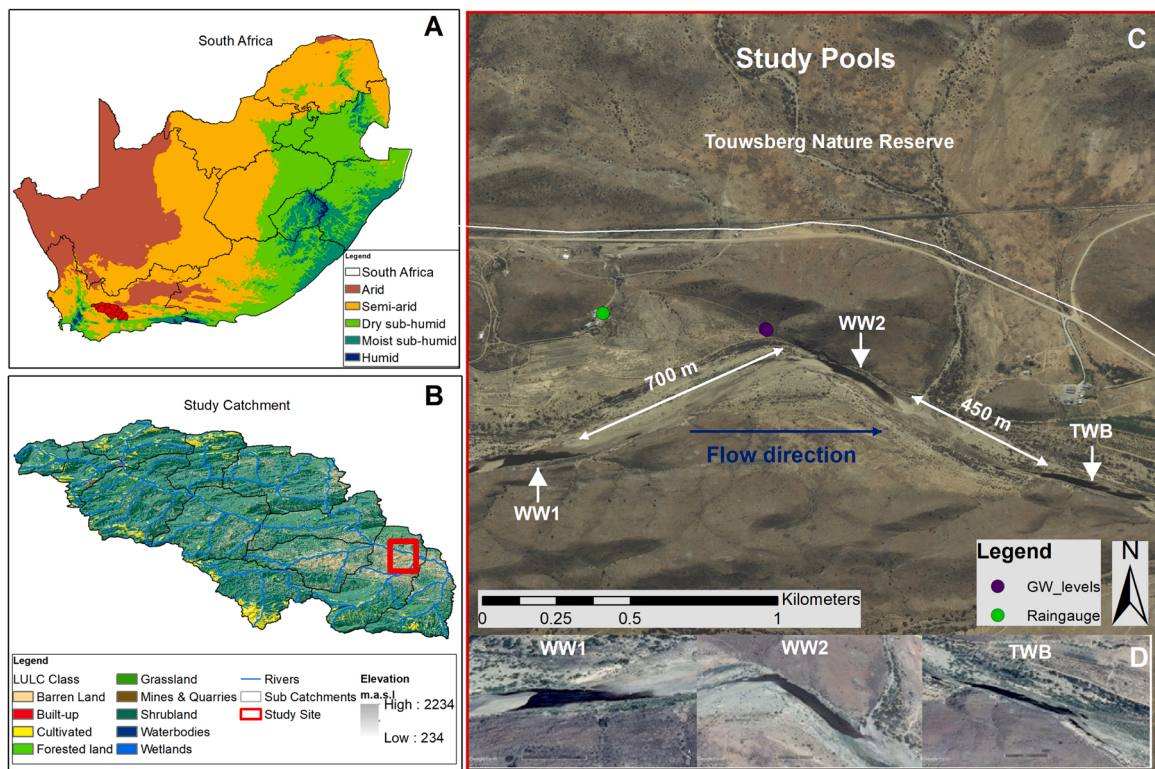 A
South Africa
Legend
South Africa
Arid
Semi-arid
Dry sub-humid
Moist sub-humid
Humid
B
Study Catchment
Legend
LULC Class
Barren Land
Built-up
Cultivated
Forested land
Grassland
Mines & Quarries
Shrubland
Waterbodies
Wetlands
Rivers
Sub Catchments
Study Site
Elevation
m.a.s.l
High : 2234
Low : 234
C
Study Pools
Touwsberg Nature Reserve
WW2
700 m
450 m
TWB
Flow direction
WW1
Legend
GW_levels
Raingauge
N
Kilometers
0 0.25 0.5 1
D
WW1
WW2
TWB